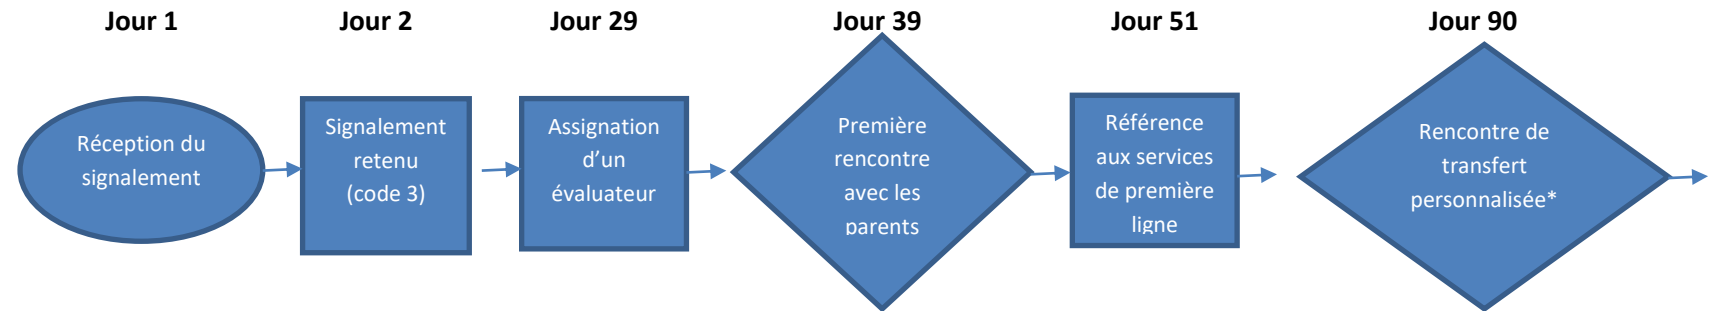 Jour 1
Jour 2
Jour 29
Jour 39
Jour 51
Jour 90
Réception du
signalement
Signalement
retenu
(code 3)
Assignation
d’un
évaluateur
Première
rencontre
avec les
parents
Référence
aux services
de première
ligne
Rencontre de
transfert
personnalisée*